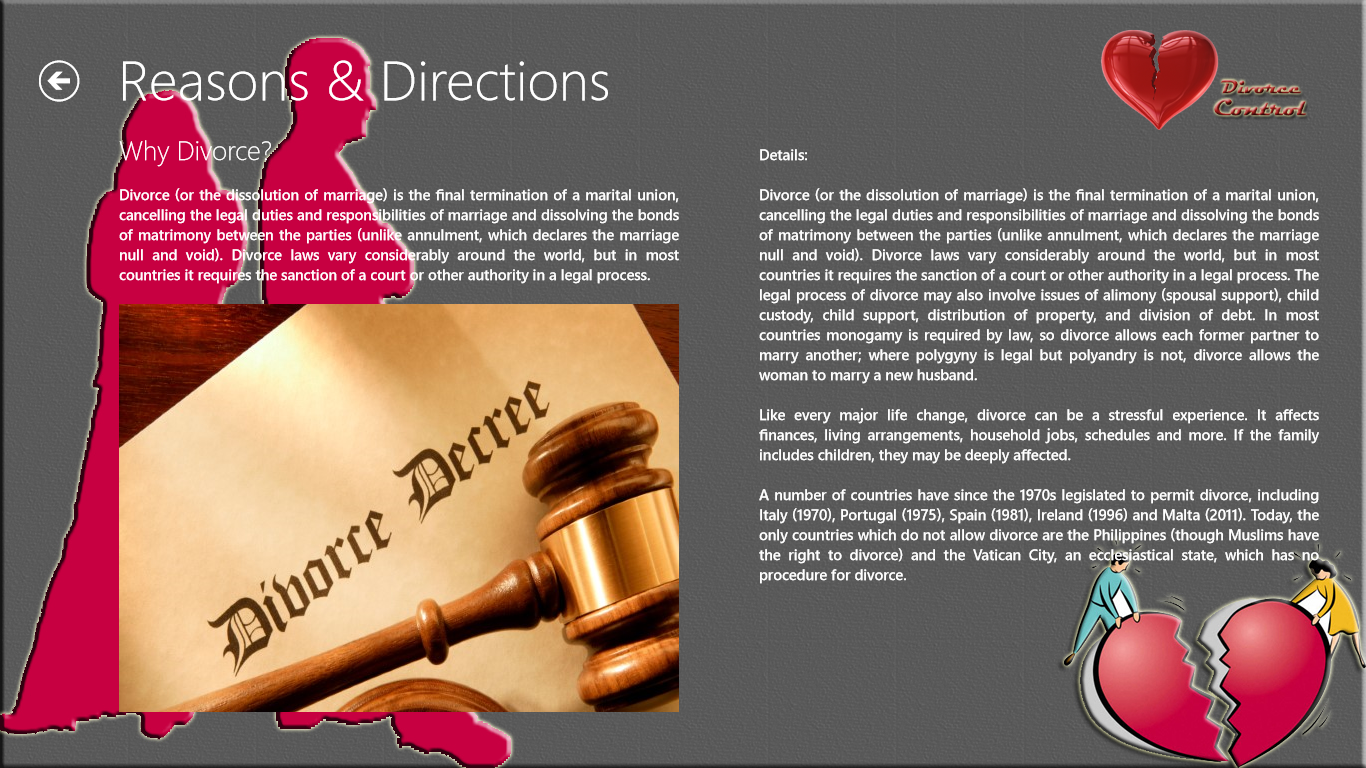 Reasons & Directions
Divorce
Control
Why Divorce?
Divorce (or the dissolution of marriage) is the final termination of a marital union,
cancelling the legal duties and responsibilities of marriage and dissolving the bonds
of matrimony between the parties (unlike annulment, which declares the marriage
null and void). Divorce laws vary considerably around the world, but in most
countries it requires the sanction of a court or other authority in a legal process.
Divorce Decree
Details:
Divorce (or the dissolution of marriage) is the final termination of a marital union,
cancelling the legal duties and responsibilities of marriage and dissolving the bonds
of matrimony between the parties (unlike annulment, which declares the marriage
null and void). Divorce laws vary considerably around the world, but in most
countries it requires the sanction of a court or other authority in a legal process. The
legal process of divorce may also involve issues of alimony (spousal support), child
custody, child support, distribution of property, and division of debt. In most
countries monogamy is required by law, so divorce allows each former partner to
marry another; where polygyny is legal but polyandry is not, divorce allows the
woman to marry a new husband.
Like every major life change, divorce can be a stressful experience. It affects
finances, living arrangements, household jobs, schedules and more. If the family
includes children, they may be deeply affected.
A number of countries have since the 1970s legislated to permit divorce, including
Italy (1970), Portugal (1975), Spain (1981), Ireland (1996) and Malta (2011). Today, the
only countries which do not allow divorce are the Philippines (though Muslims have
the right to divorce) and the Vatican City, an ecclesiastical state, which has no
procedure for divorce.